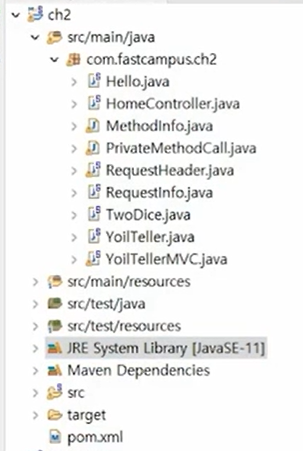 ch2
src/main/java
com.fastcampus.ch2
Hello.java
HomeController.java
MethodInfo.java
PrivateMethodCall.java
RequestHeader.java
RequestInfo.java
TwoDice.java
YoilTeller.java
YoilTellerMVC.java
src/main/resources
src/test/java
src/test/resources
JRE System Library [JavaSE-11]
Maven Dependencies
src
target
pom.xml